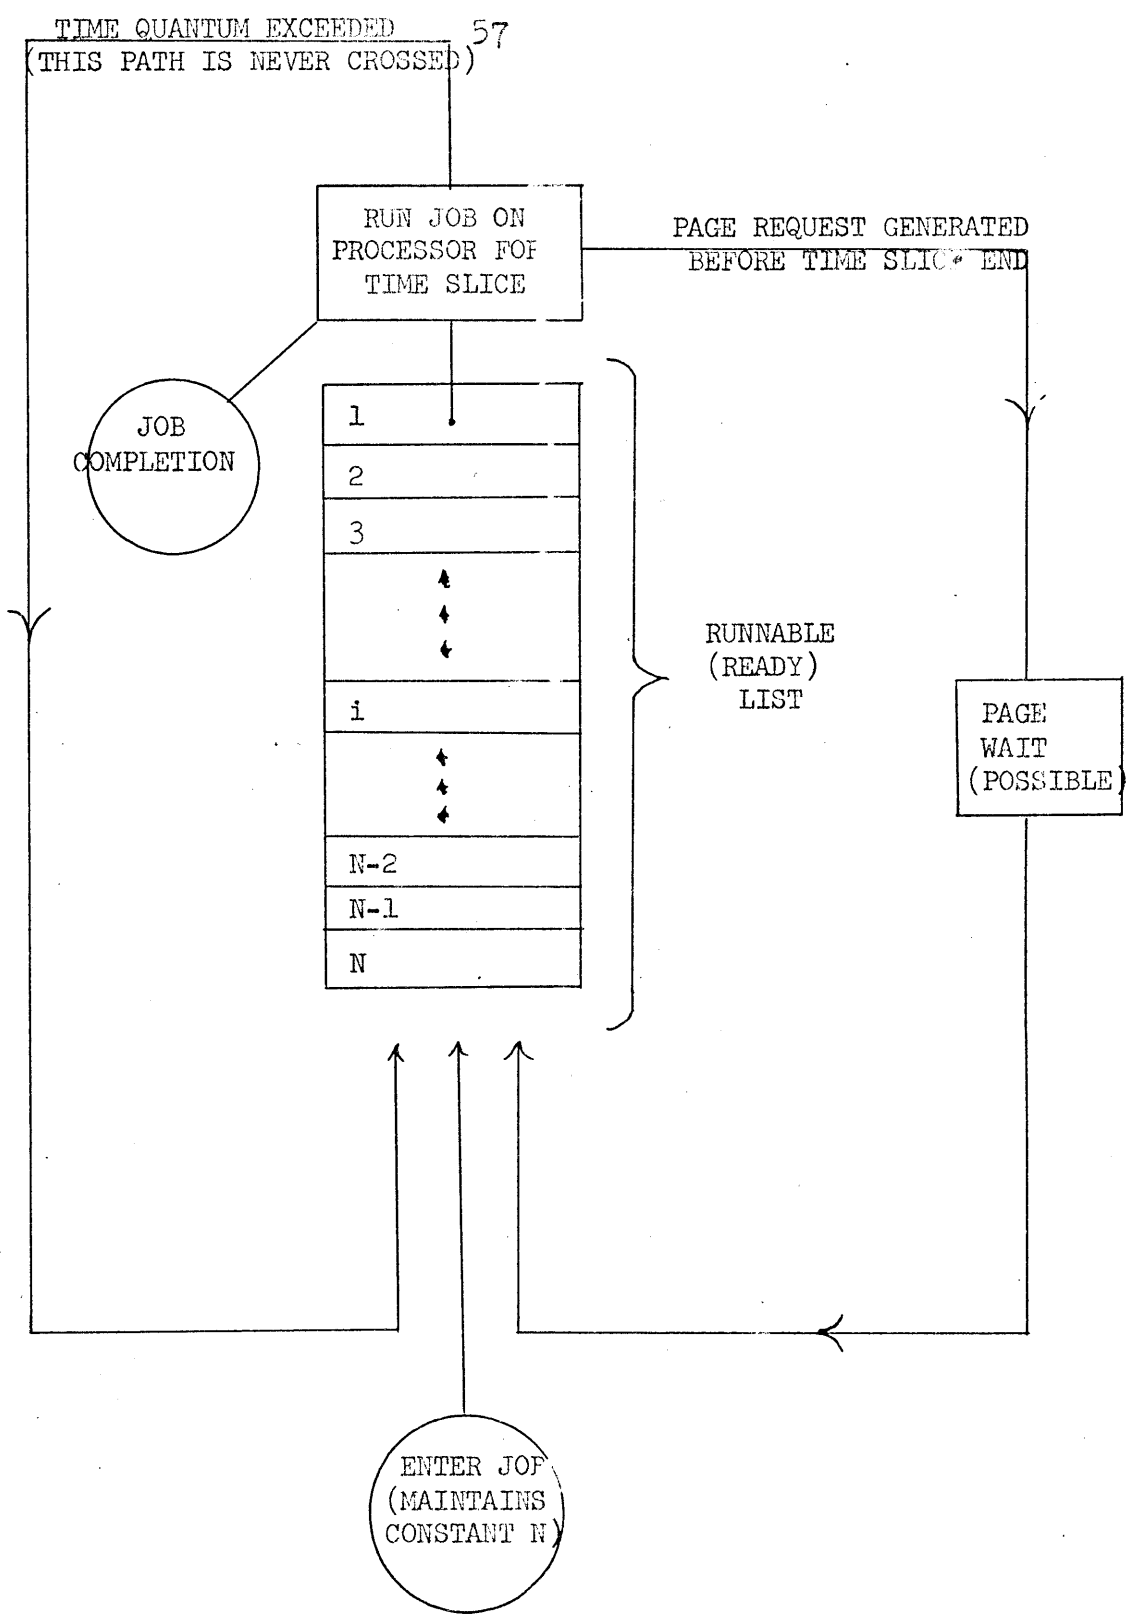 57
TIME QUANTUM EXCEEDED
(THIS PATH IS NEVER CROSSED)
RUN JOB ON
PROCESSOR FOR
TIME SLICE
PAGE REQUEST GENERATED
BEFORE TIME SLICE END
JOB
COMPLETION
1
2
3
i
N-2
N-1
N
RUNNABLE
(READY)
LIST
PAGE
WAIT
(POSSIBLE)
ENTER JOB
(MAINTAINS
CONSTANT N)